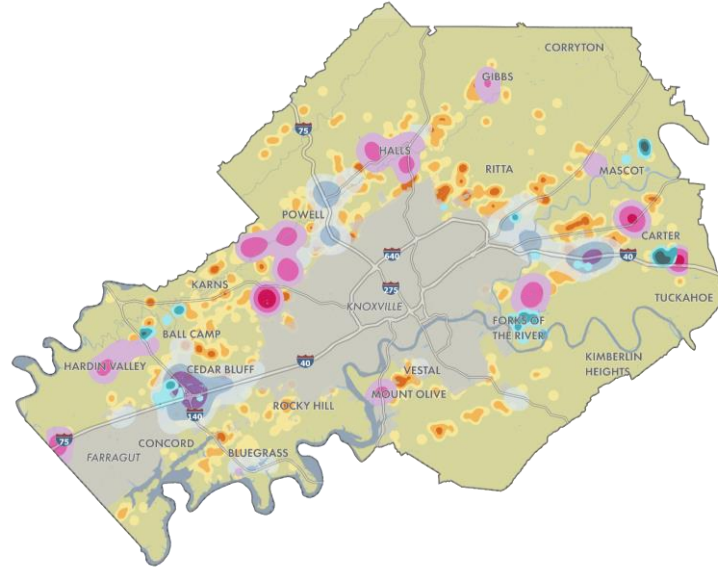 CORRYTON
GIBBS
75
HALLS
RITTA
MASCOT
POWELL
CARTER
640
40
KARNS
275
TUCKAHOE
KNOXVILLE
FORKS OF
THE RIVER
BALL CAMP
KIMBERLIN
HEIGHTS
HARDIN VALLEY
CEDAR BLUFF
40
VESTAL
MOUNT OLIVE
ROCKY HILL
140
75
CONCORD
FARRAGUT
BLUEGRASS